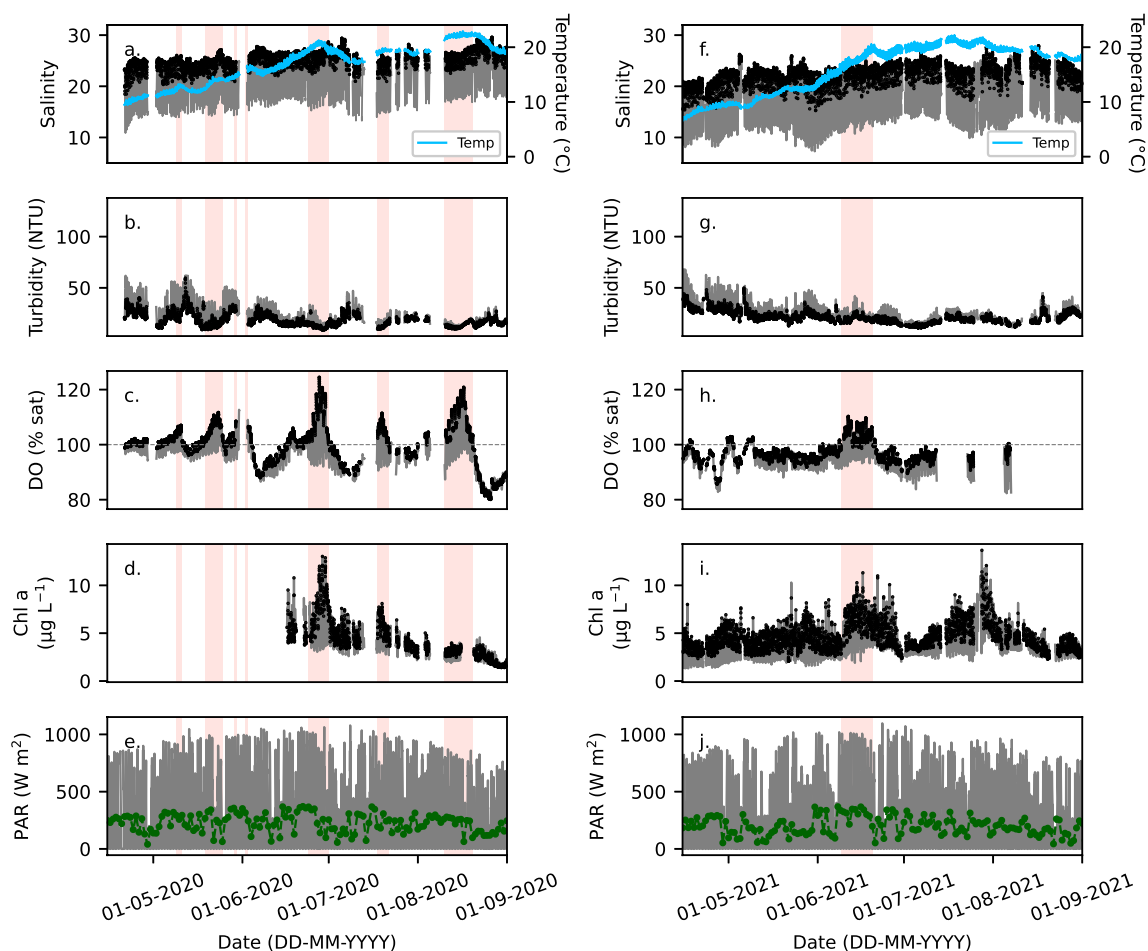 a.
30
20
10
Salinity
20
10
0
Temperature (°C)
Temp
f.
30
20
10
Salinity
20
10
0
Temperature (°C)
Temp
b.
100
50
Turbidity (NTU)
g.
100
50
Turbidity (NTU)
c.
120
100
80
DO (% sat)
h.
120
100
80
DO (% sat)
d.
10
5
0
Chl a
(µg L⁻¹)
i.
10
5
0
Chl a
(µg L⁻¹)
e.
1000
500
0
PAR (W m²)
j.
1000
500
0
PAR (W m²)
01-05-2020
01-06-2020
01-07-2020
01-08-2020
01-09-2020
Date (DD-MM-YYYY)
01-05-2021
01-06-2021
01-07-2021
01-08-2021
01-09-2021
Date (DD-MM-YYYY)